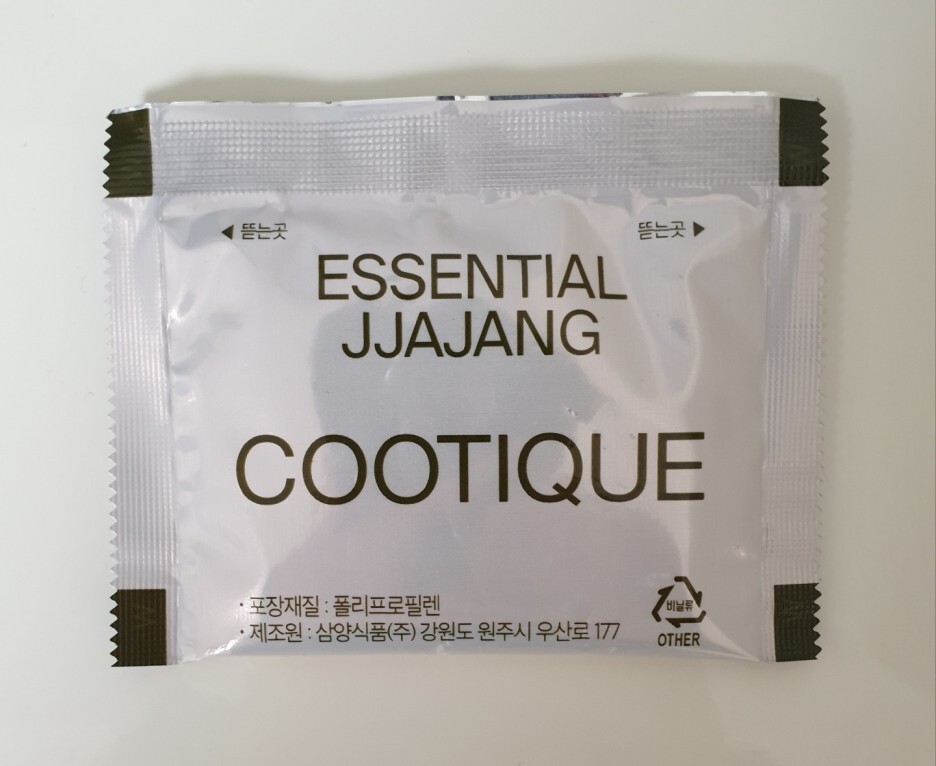 ◀ 뜯는곳 뜯는곳 ▶
ESSENTIAL
JJAJANG
COOTIQUE
• 포장재질 : 폴리프로필렌
• 제조원 : 삼양식품(주) 강원도 원주시 우산로 177
비닐류
OTHER